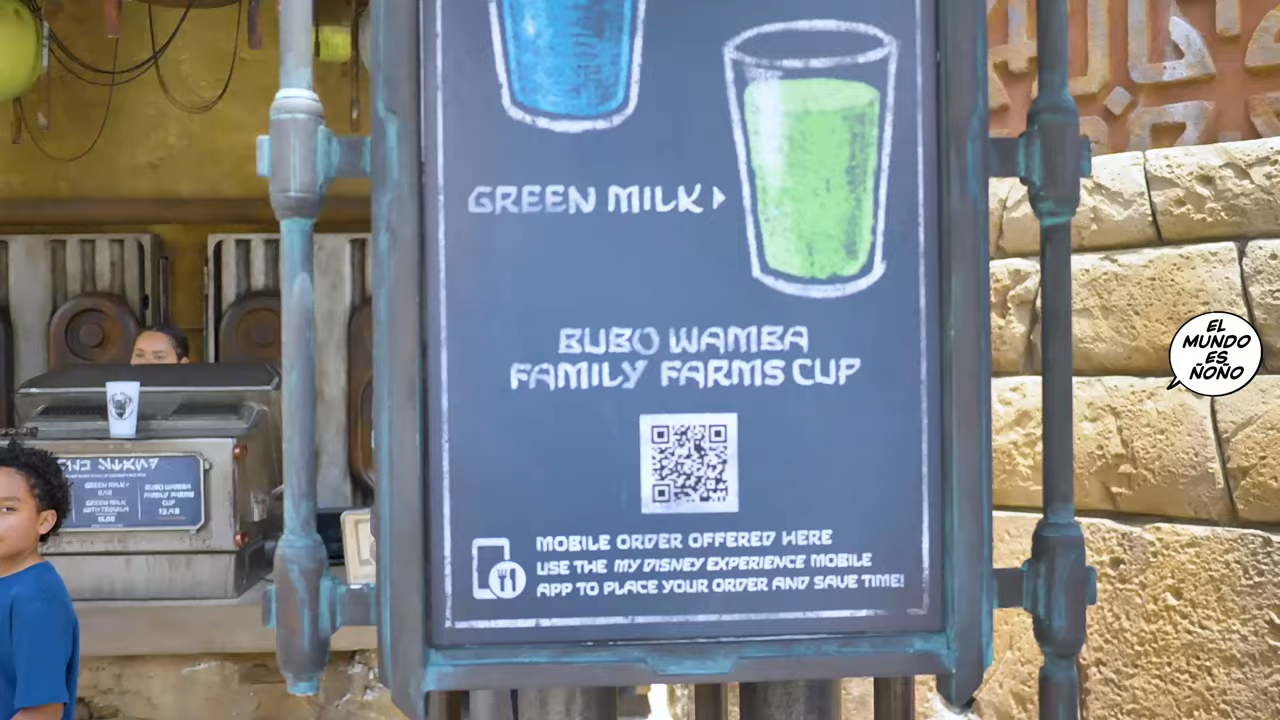 GREEN MILK
BUBO WAMBA
FAMILY FARMS CUP
MOBILE ORDER OFFERED HERE
USE THE MY DISNEY EXPERIENCE MOBILE
APP TO PLACE YOUR ORDER AND SAVE TIME!
GREEN MILK
GREEN MILK
WITH TEQUILA
BUBO WAMBA
FAMILY FARMS
CUP
EL
MUNDO
ES
ÑOÑO